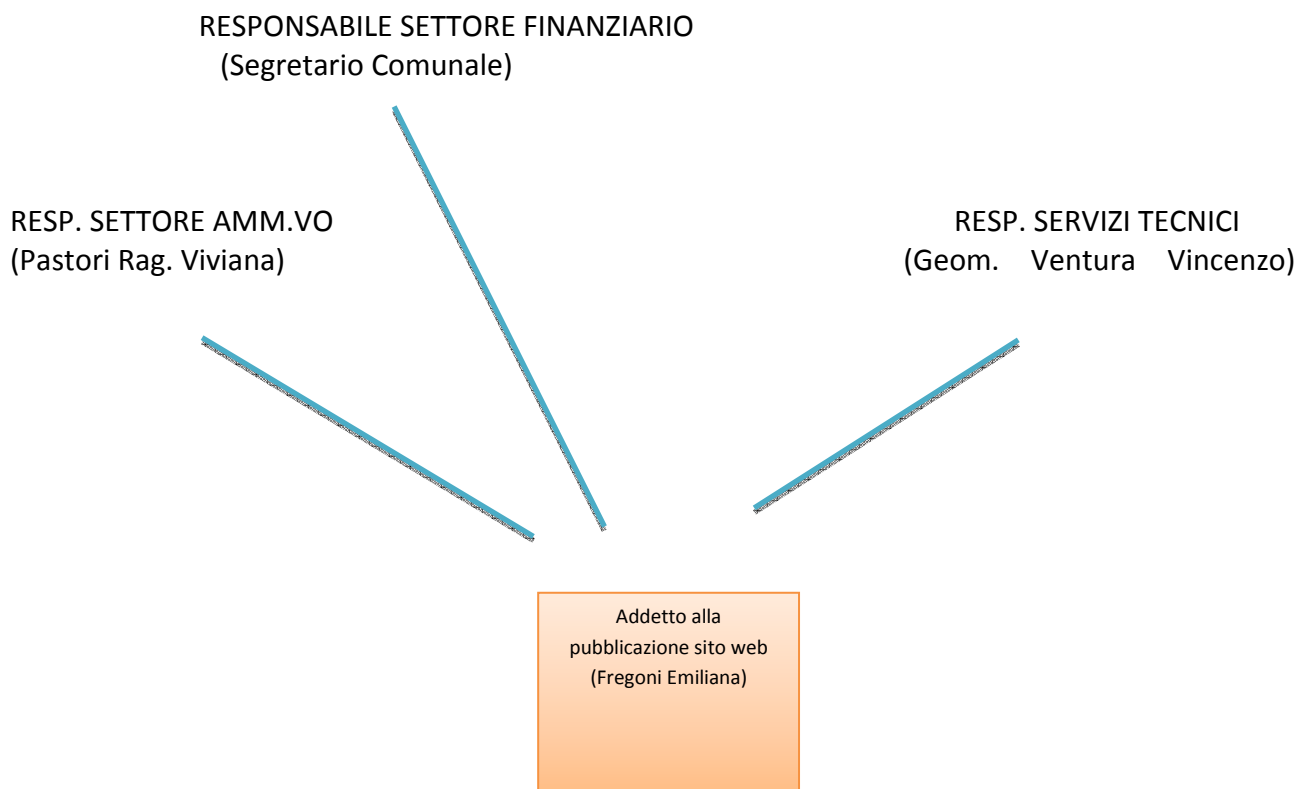 RESPONSABILE SETTORE FINANZIARIO
(Segretario Comunale)
RESP. SETTORE AMM.VO
(Pastori Rag. Viviana)
RESP. SERVIZI TECNICI
(Geom. Ventura Vincenzo)
Addetto alla
pubblicazione sito web
(Fregoni Emiliana)